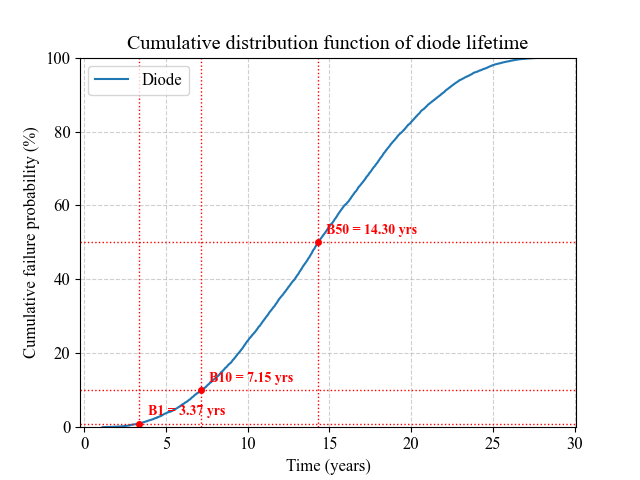 Cumulative distribution function of diode lifetime
Diode
Cumulative failure probability (%)
100
80
60
40
20
0
B50 = 14.30 yrs
B10 = 7.15 yrs
B1 = 3.37 yrs
0 5 10 15 20 25 30
Time (years)